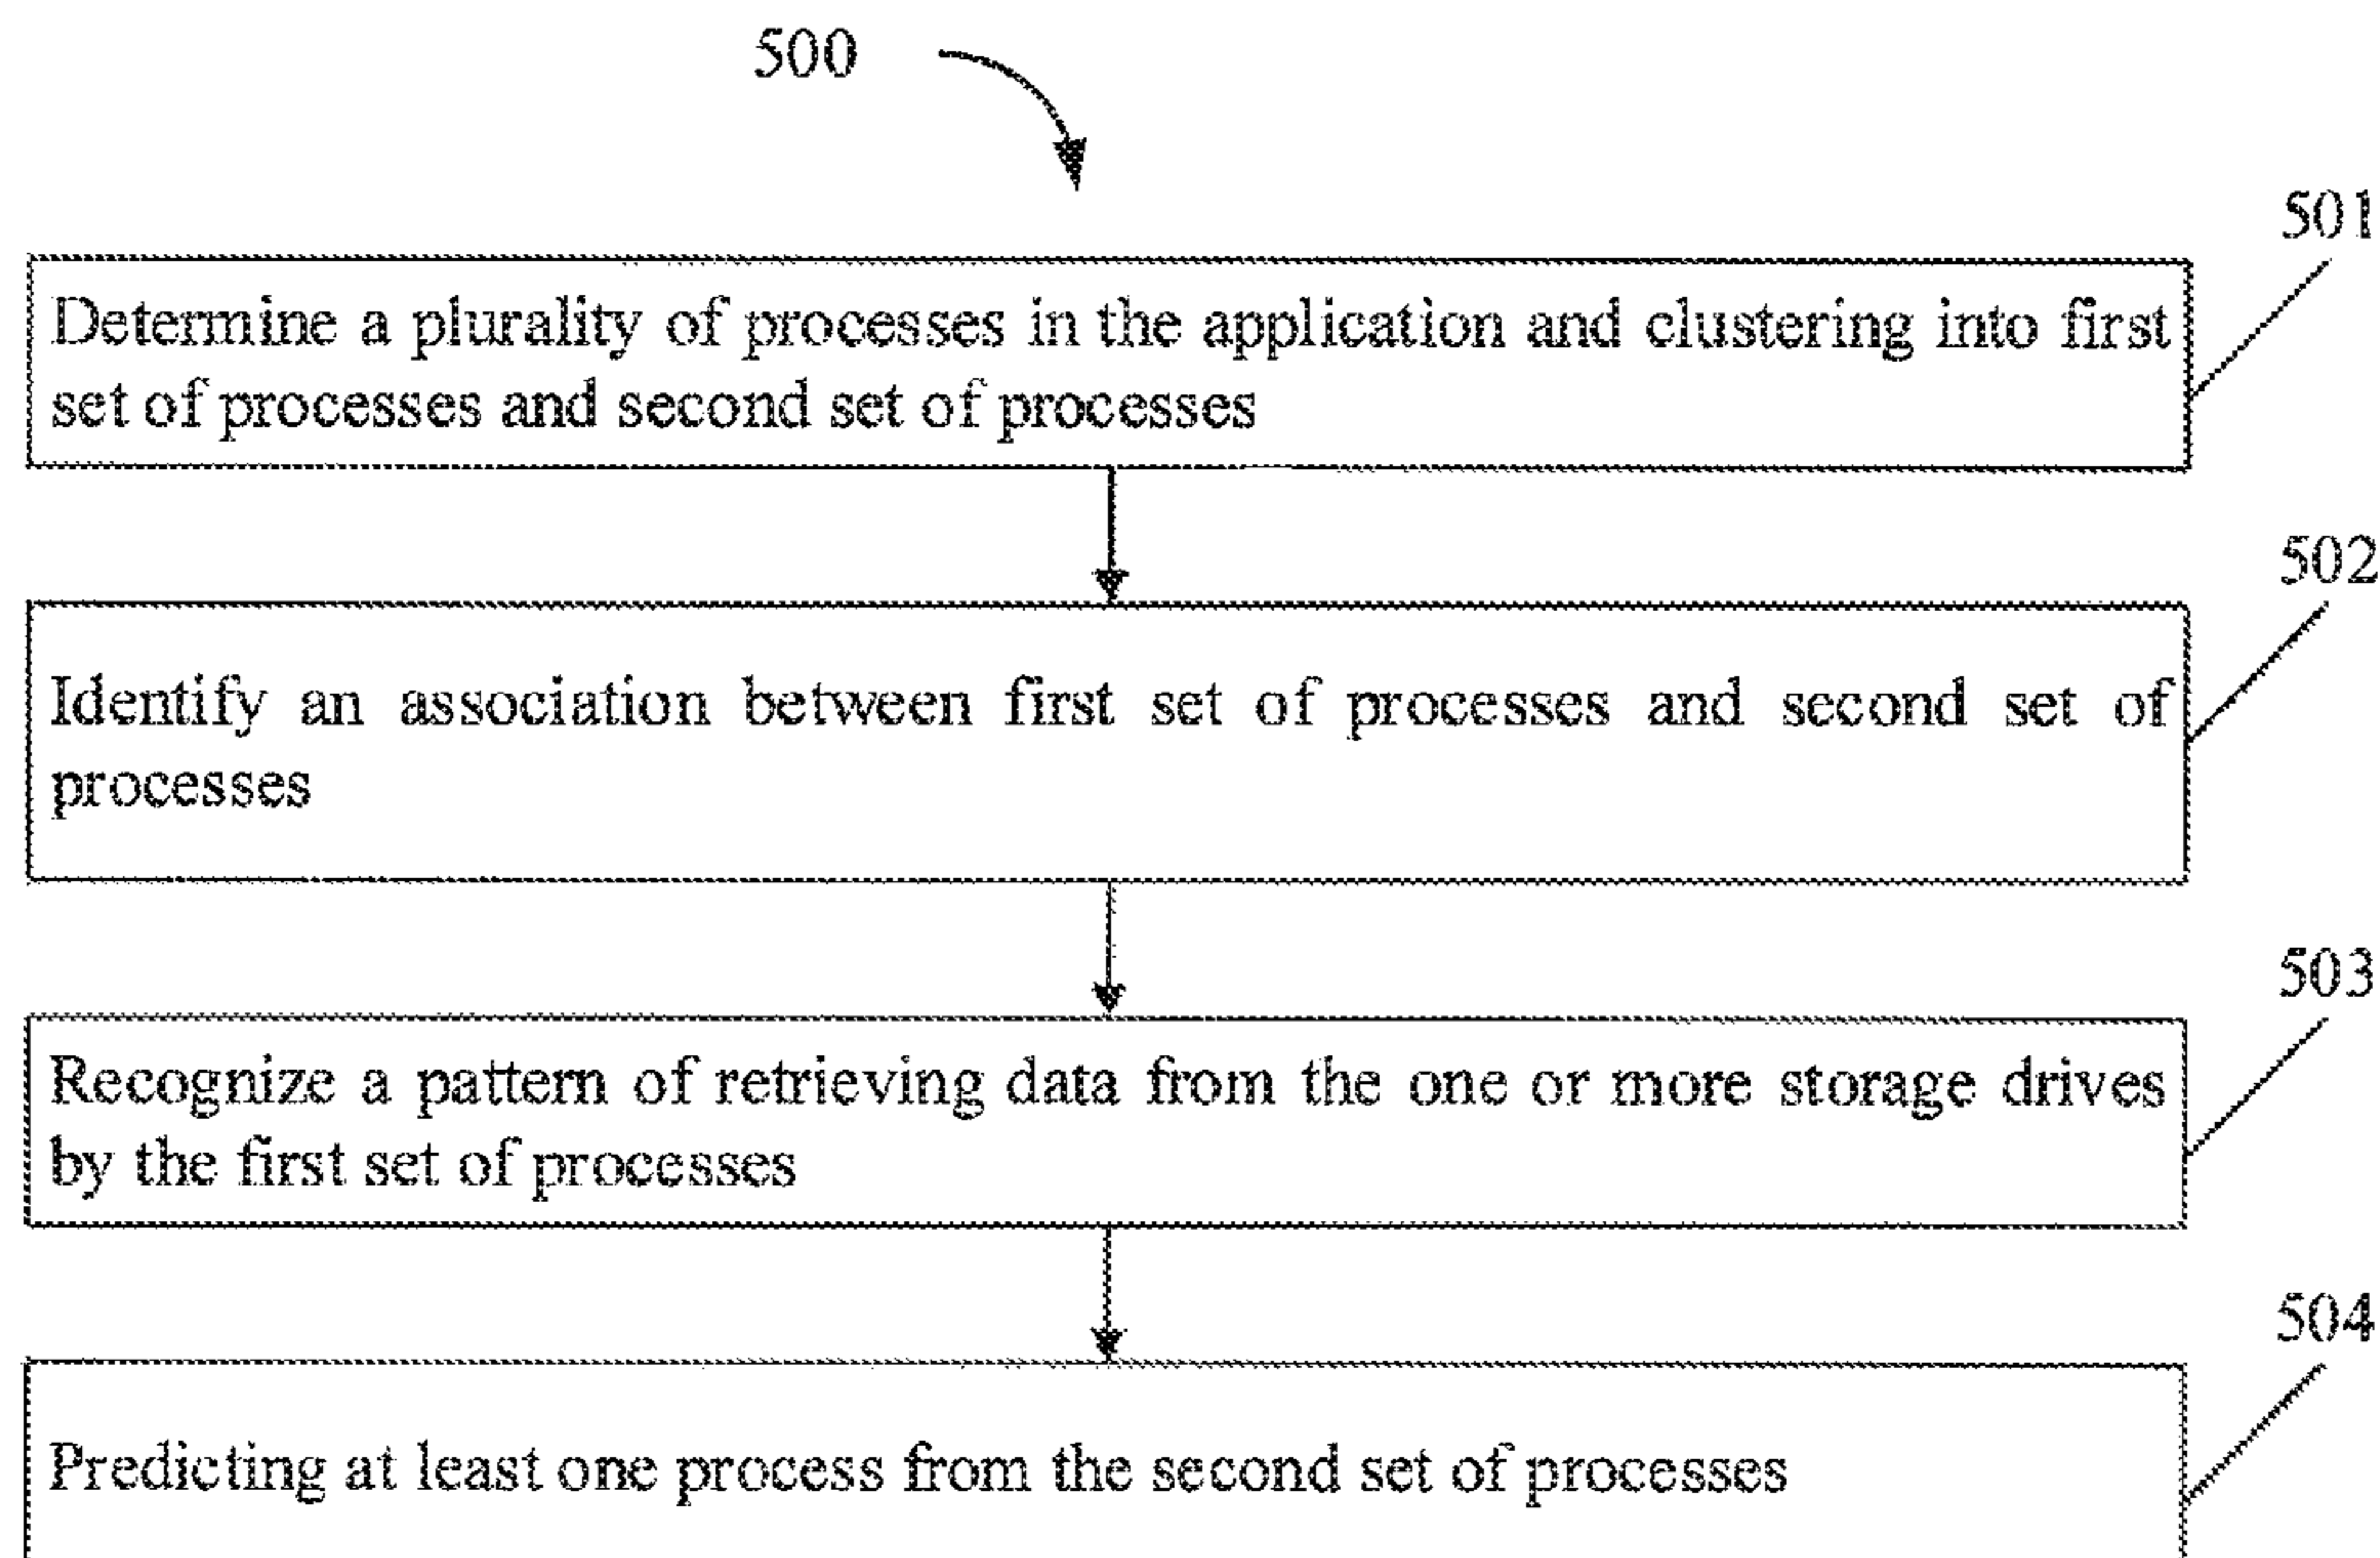 500
501
Determine a plurality of processes in the application and clustering into first
set of processes and second set of processes
502
Identify an association between first set of processes and second set of
processes
503
Recognize a pattern of retrieving data from the one or more storage drives
by the first set of processes
504
Predicting at least one process from the second set of processes